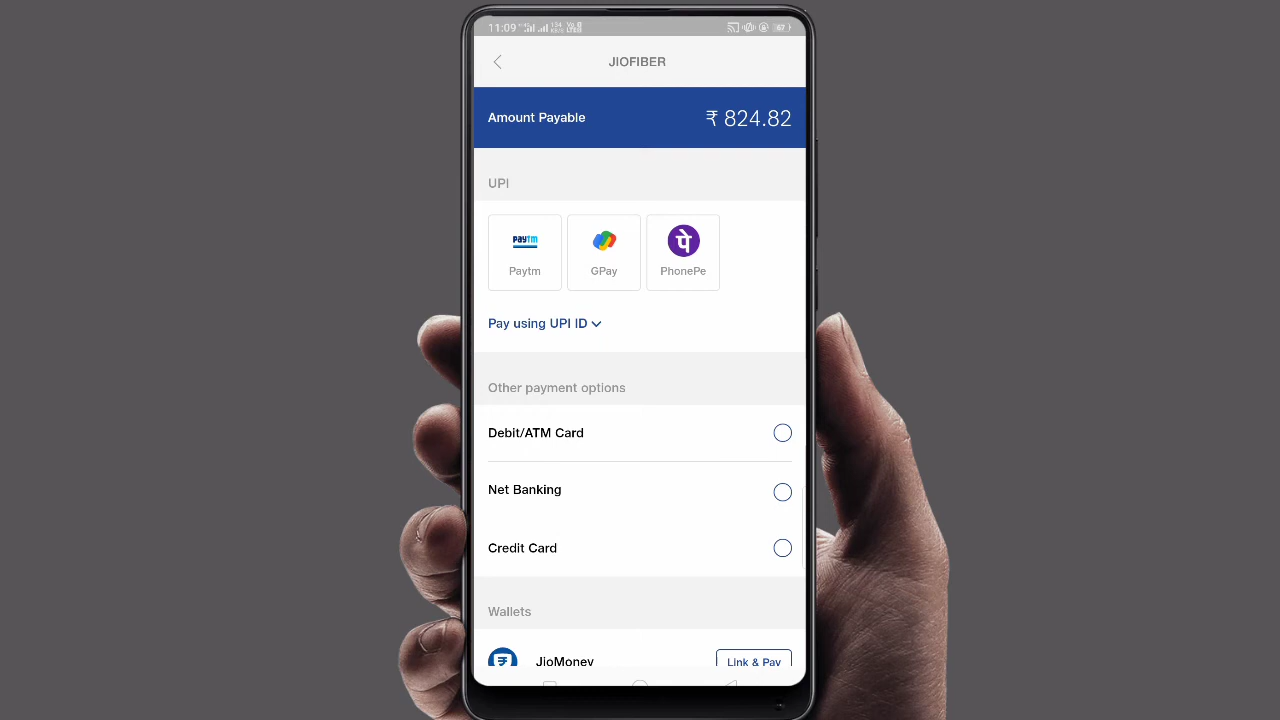 11:09
JIOFIBER
Amount Payable ₹ 824.82
UPI
Paytm
Paytm GPay पे PhonePe
Pay using UPI ID
Other payment options
Debit/ATM Card
Net Banking
Credit Card
Wallets
₹ JioMoney Link & Pay